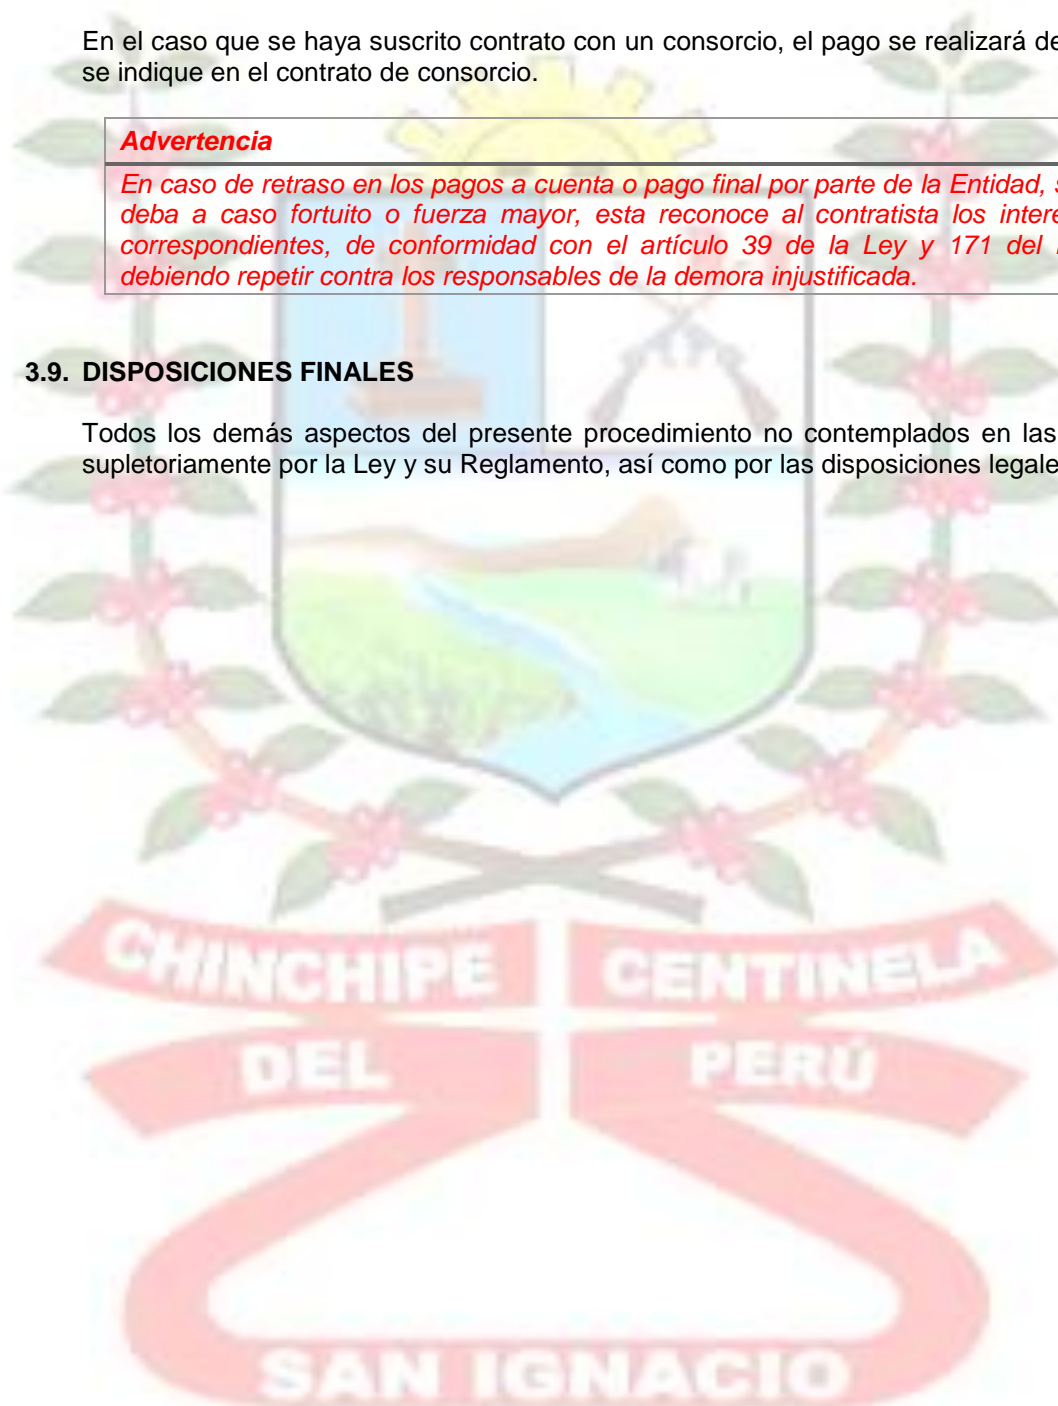 En el caso que se haya suscrito contrato con un consorcio, el pago se realizará de
se indique en el contrato de consorcio.
Advertencia
En caso de retraso en los pagos a cuenta o pago final por parte de la Entidad,
deba a caso fortuito o fuerza mayor, esta reconoce al contratista los inter
correspondientes, de conformidad con el artículo 39 de la Ley y 171 del
debiendo repetir contra los responsables de la demora injustificada.
3.9. DISPOSICIONES FINALES
Todos los demás aspectos del presente procedimiento no contemplados en las
supletoriamente por la Ley y su Reglamento, así como por las disposiciones legale
CHINCHIPE CENTINELA
DEL PERÚ
SAN IGNACIO